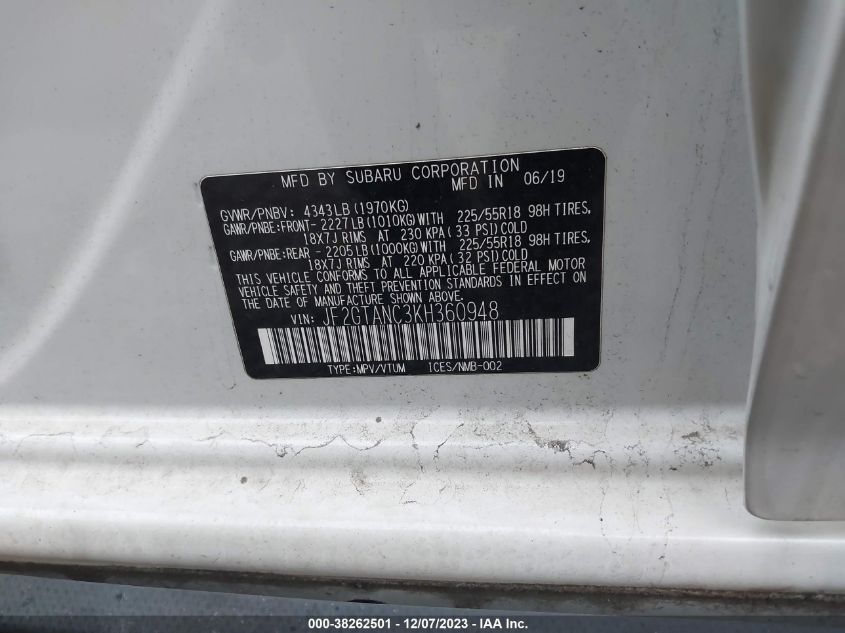 MFD BY SUBARU CORPORATION
MFD IN 06/19
GVWR/PNBV: 4343LB(1970KG)
GAWR/PNBE:FRONT- 2227LB(1010KG)WITH 225/55R18 98H TIRES,
18X7J RIMS AT 230 KPA(33 PSI)COLD
GAWR/PNBE:REAR - 2205LB(1000KG)WITH 225/55R18 98H TIRES,
18X7J RIMS AT 220 KPA(32 PSI)COLD
THIS VEHICLE CONFORMS TO ALL APPLICABLE FEDERAL MOTOR
VEHICLE SAFETY AND THEFT PREVENTION STANDARDS IN EFFECT ON
THE DATE OF MANUFACTURE SHOWN ABOVE.
VIN: JF2GTANC3KH360948
TYPE:MPV/VTUM ICES/NMB-002
000-38262501 - 12/07/2023 - IAA Inc.